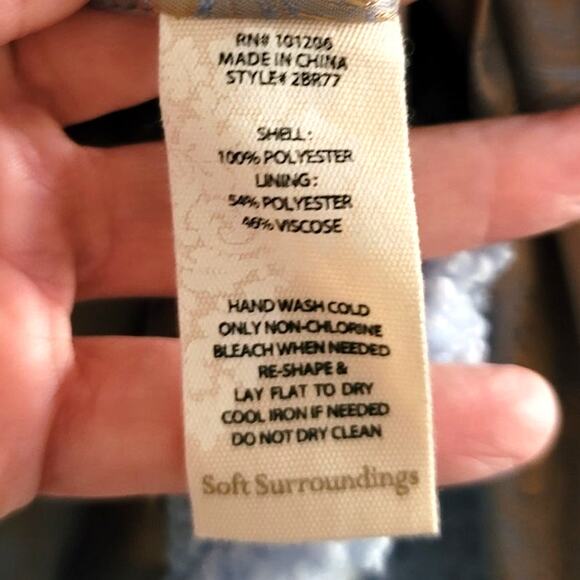 RN# 101206
MADE IN CHINA
STYLE# 2BR77
SHELL:
100% POLYESTER
LINING:
54% POLYESTER
46% VISCOSE
HAND WASH COLD
ONLY NON-CHLORINE
BLEACH WHEN NEEDED
RE-SHAPE &
LAY FLAT TO DRY
COOL IRON IF NEEDED
DO NOT DRY CLEAN
Soft Surroundings